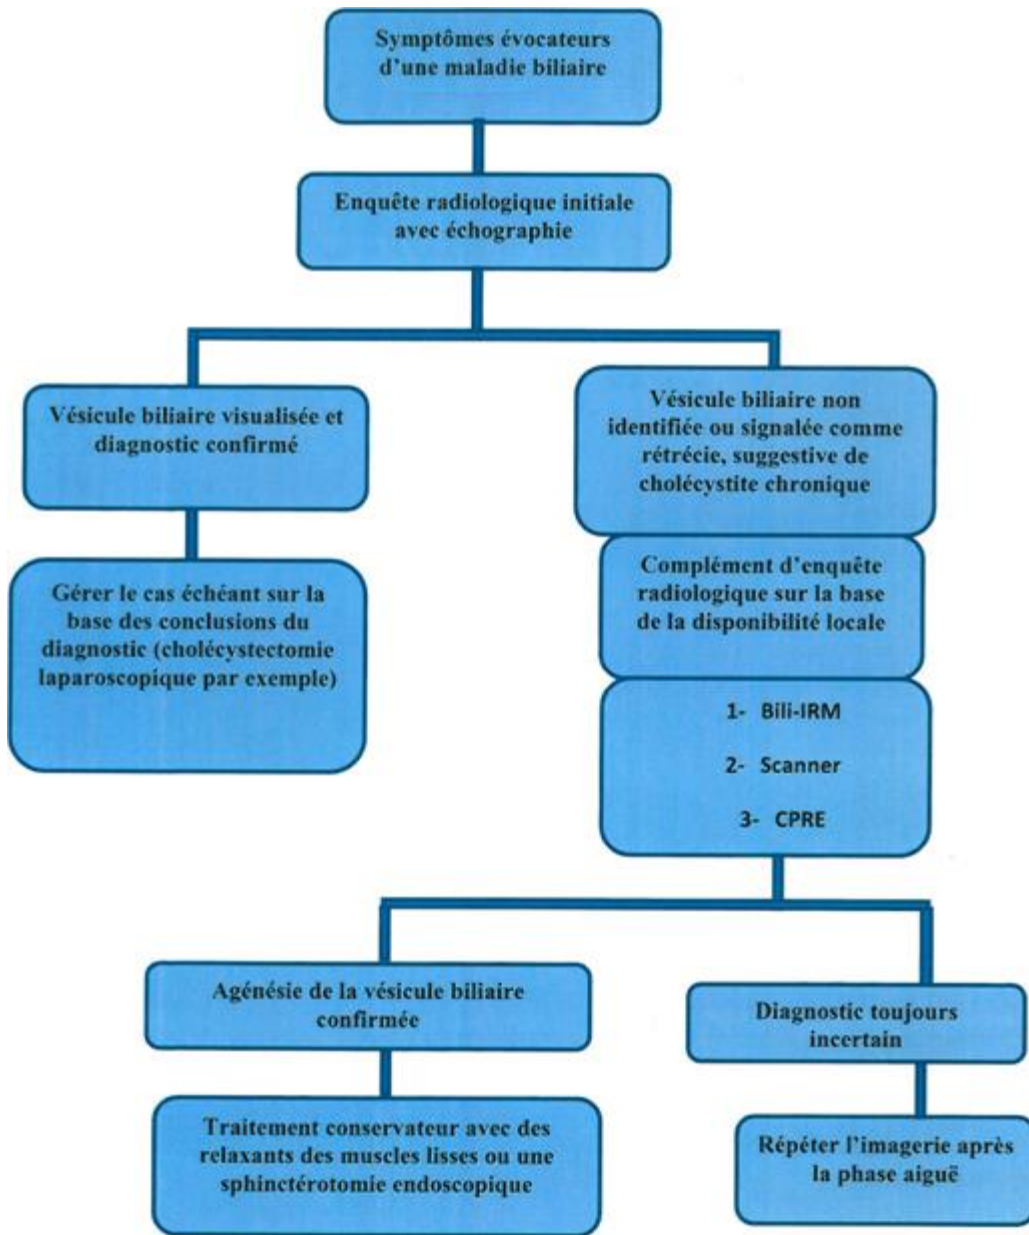 Symptômes évocateurs
d'une maladie biliaire
Enquête radiologique initiale
avec échographie
Vésicule biliaire visualisée et
diagnostic confirmé
Gérer le cas échéant sur la
base des conclusions du
diagnostic (cholécystectomie
laparoscopique par exemple)
Vésicule biliaire non
identifiée ou signalée comme
rétrécie, suggestive de
cholécystite chronique
Complément d'enquête
radiologique sur la base
de la disponibilité locale
1- Bili-IRM
2- Scanner
3- CPRE
Agénésie de la vésicule biliaire
confirmée
Traitement conservateur avec des
relaxants des muscles lisses ou une
sphinctérotomie endoscopique
Diagnostic toujours
incertain
Répéter l'imagerie après
la phase aiguë